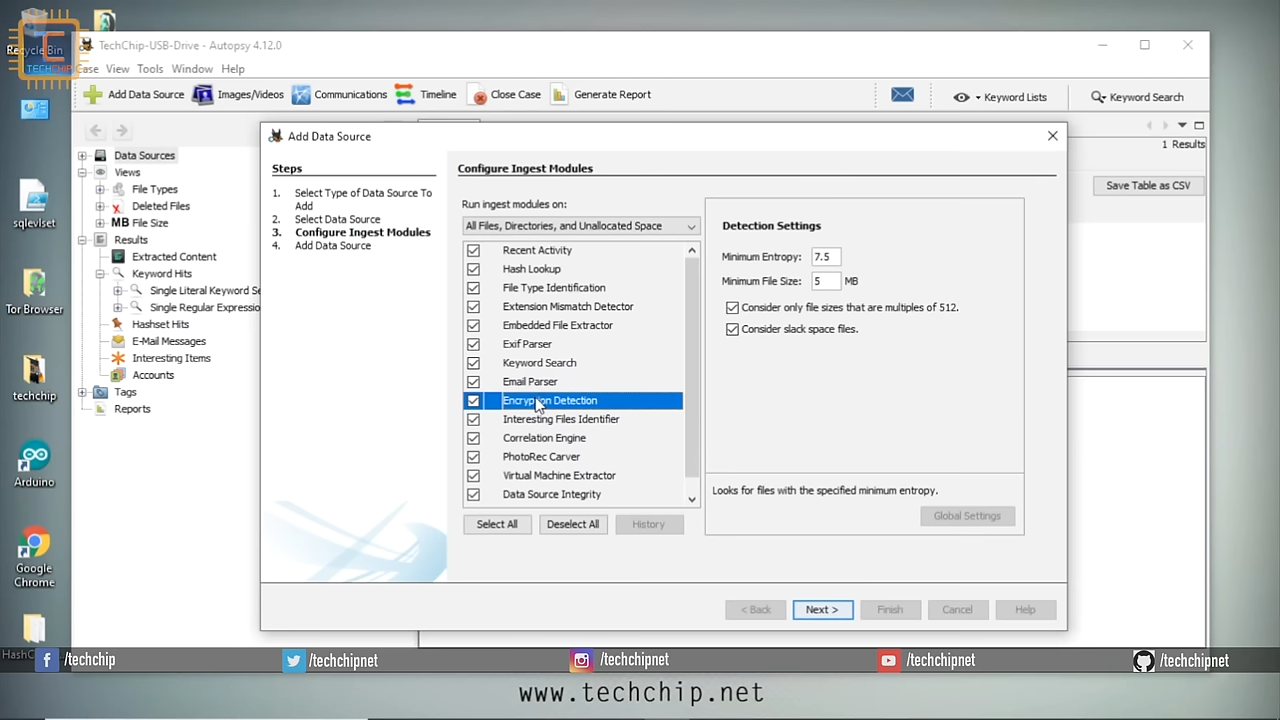 Recycle Bin
TECHCHIP
TechChip-USB-Drive - Autopsy 4.12.0
Case View Tools Window Help
Add Data Source Images/Videos Communications Timeline Close Case Generate Report Keyword Lists Keyword Search
1 Results
Save Table as CSV
Data Sources
Views
File Types
Deleted Files
MB File Size
Results
Extracted Content
Keyword Hits
Single Literal Keyword Se
Single Regular Expressio
Hashset Hits
E-Mail Messages
Interesting Items
Accounts
Tags
Reports
sqlevlset
Tor Browser
techchip
Arduino
Google
Chrome
Add Data Source
Steps
1. Select Type of Data Source To
Add
2. Select Data Source
3. Configure Ingest Modules
4. Add Data Source
Configure Ingest Modules
Run ingest modules on:
All Files, Directories, and Unallocated Space
Recent Activity
Hash Lookup
File Type Identification
Extension Mismatch Detector
Embedded File Extractor
Exif Parser
Keyword Search
Email Parser
Encryption Detection
Interesting Files Identifier
Correlation Engine
PhotoRec Carver
Virtual Machine Extractor
Data Source Integrity
Select All Deselect All History
Detection Settings
Minimum Entropy: 7.5
Minimum File Size: 5 MB
Consider only file sizes that are multiples of 512.
Consider slack space files.
Looks for files with the specified minimum entropy.
Global Settings
< Back Next > Finish Cancel Help
/techchip /techchipnet /techchipnet /techchipnet /techchipnet
www.techchip.net